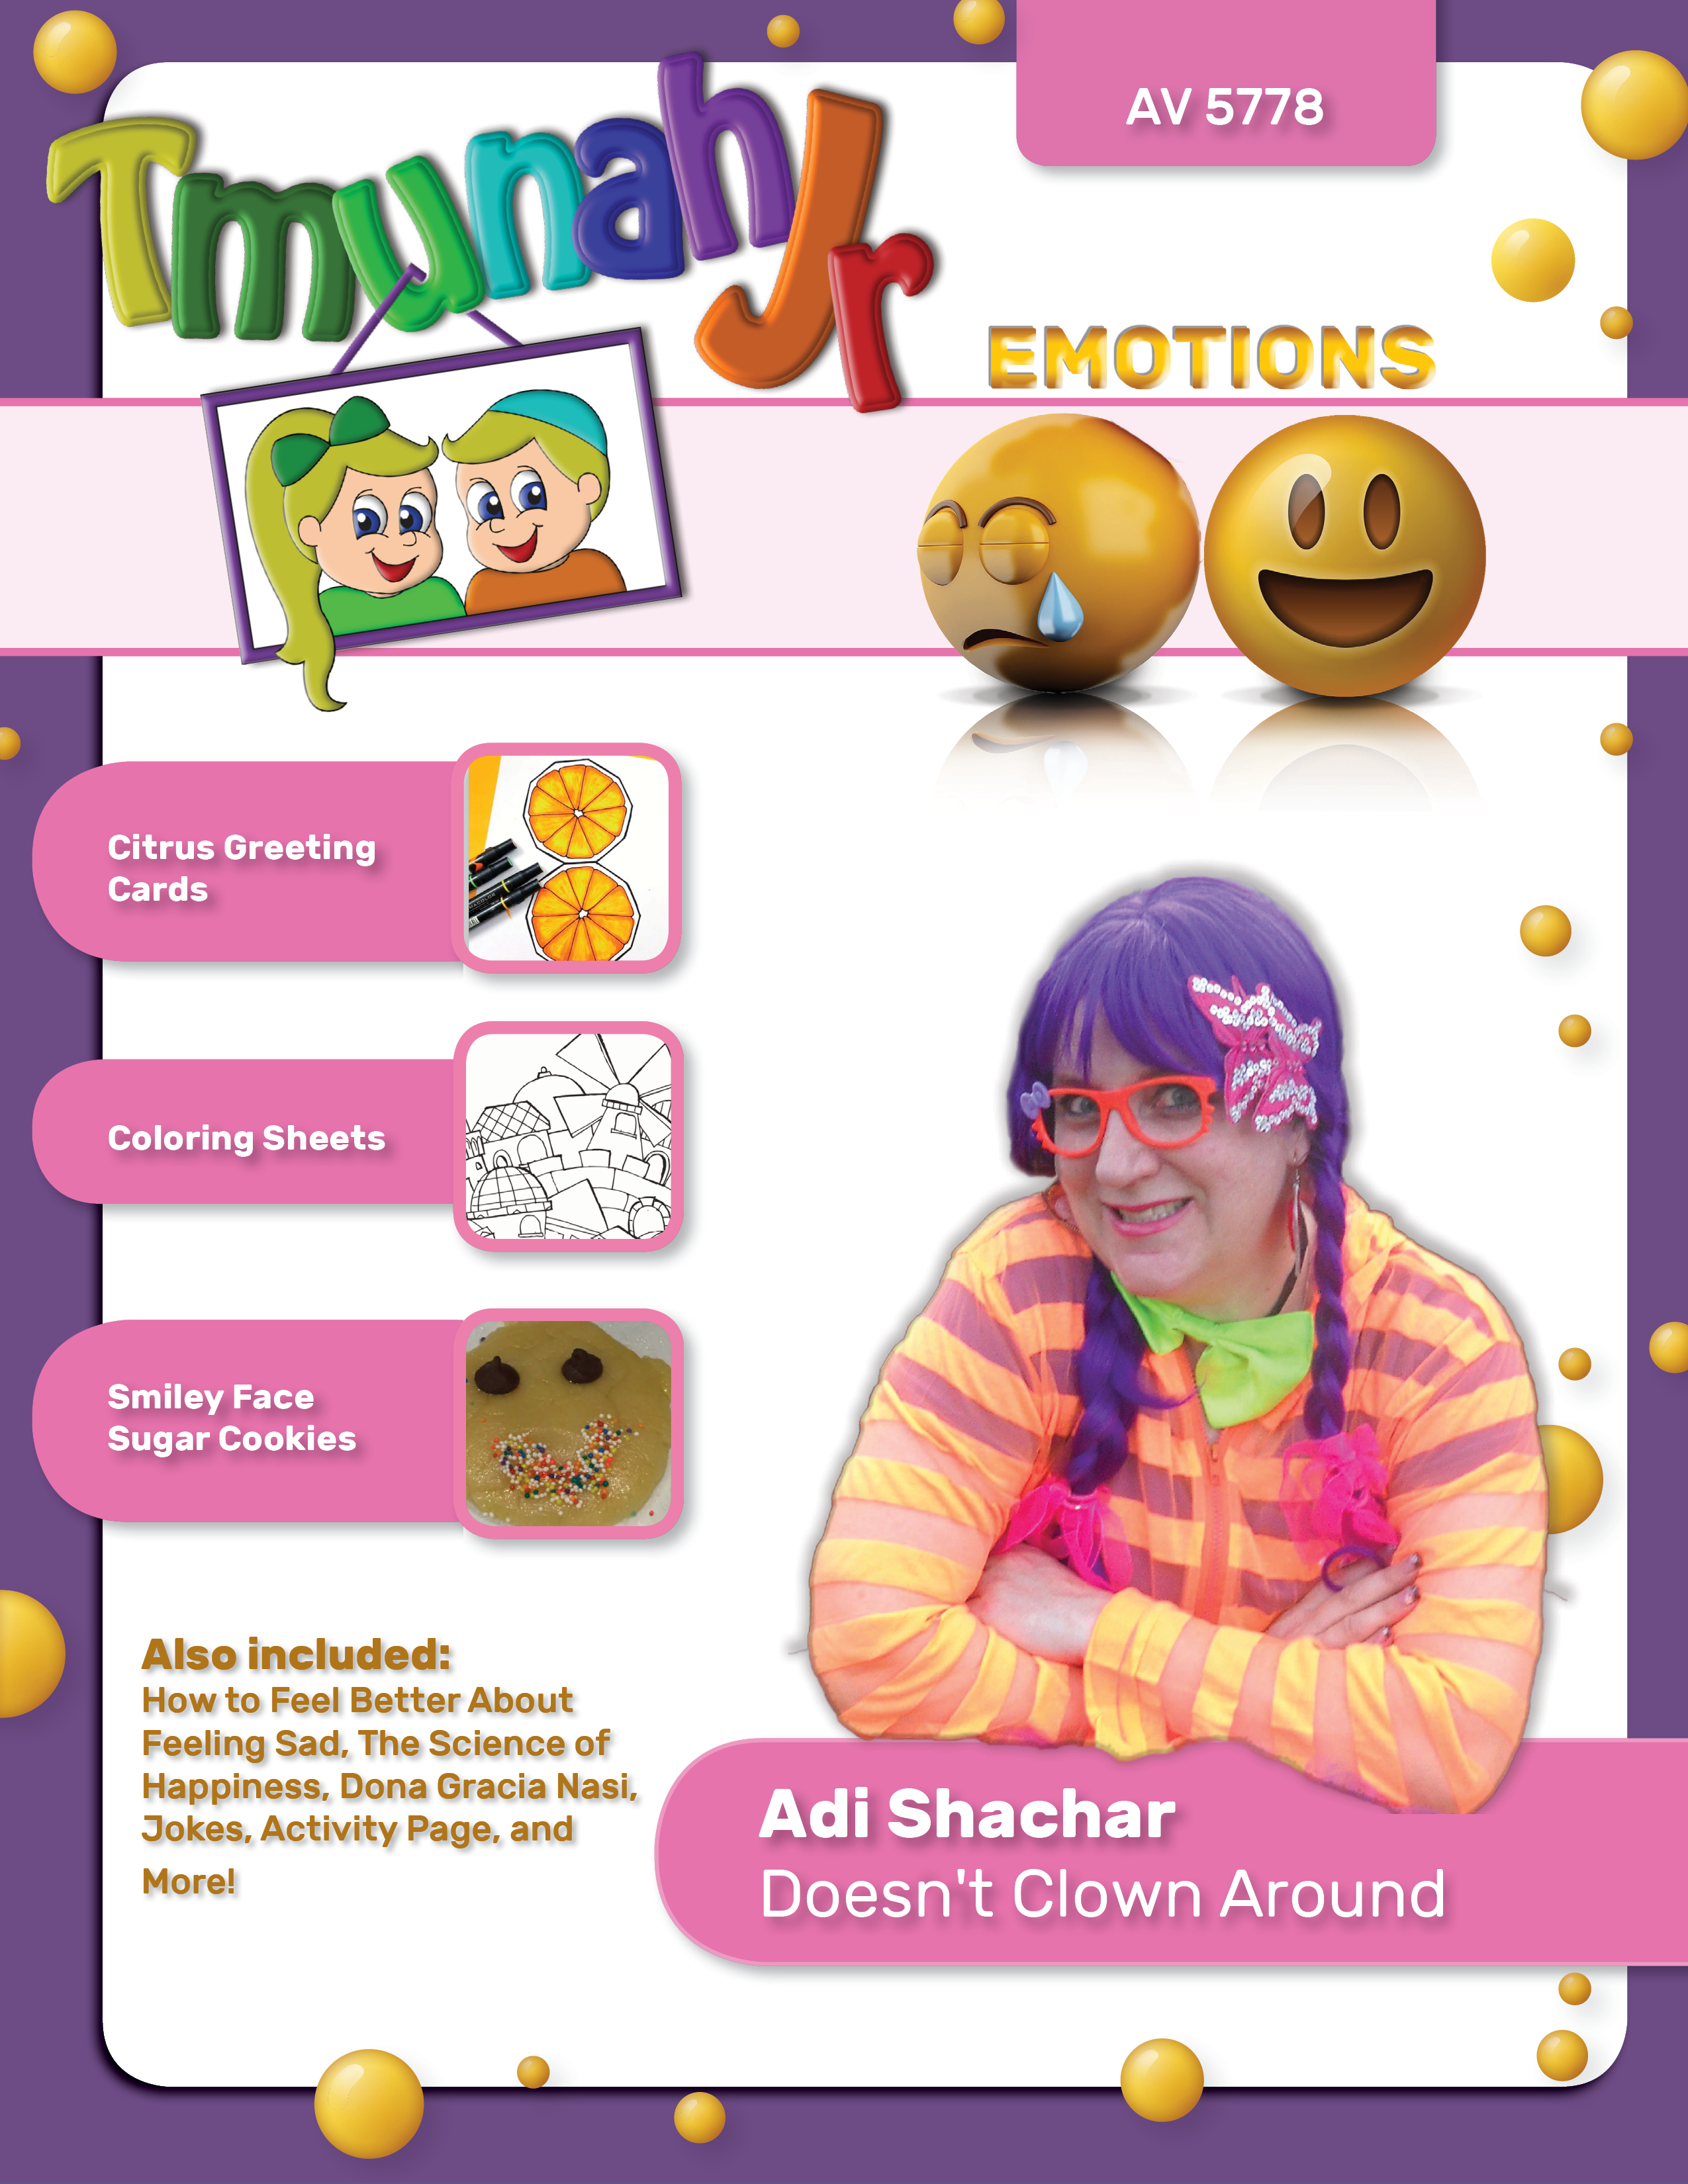 AV 5778
Tmunah Jr
EMOTIONS
Citrus Greeting
Cards
Coloring Sheets
Smiley Face
Sugar Cookies
Also included:
How to Feel Better About
Feeling Sad, The Science of
Happiness, Dona Gracia Nasi,
Jokes, Activity Page, and
More!
Adi Shachar
Doesn't Clown Around